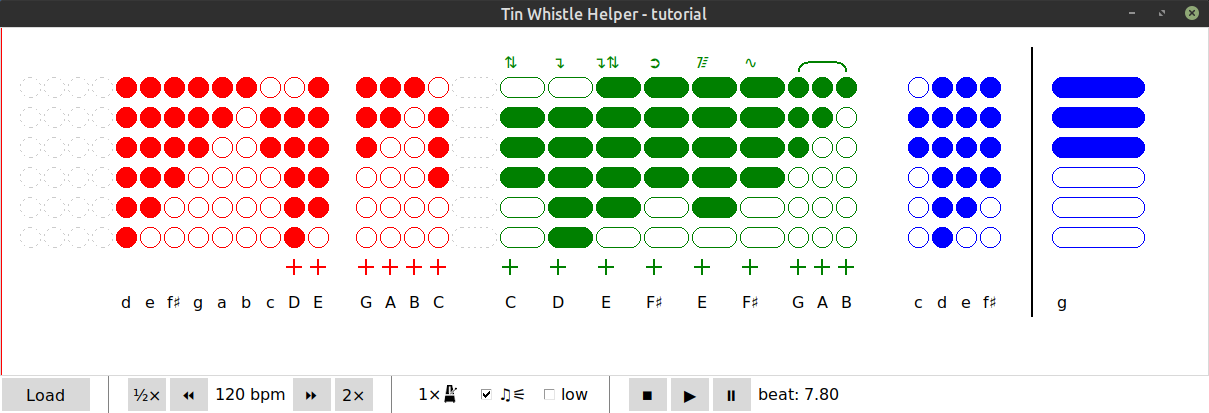 Tin Whistle Helper - tutorial
d e f♯ g a b c D E G A B C C D E F♯ E F♯ G A B c d e f♯ g
Load ½× 120 bpm 2× 1× low beat: 7.80